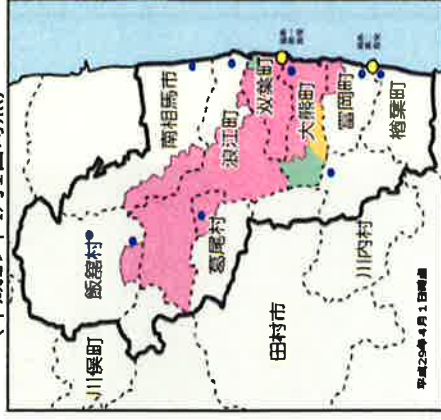 川俣町
飯舘村
南相馬市
浪江町
葛尾村
双葉町
大熊町
田村市
富岡町
川内村
楢葉町
平成29年4月1日時点